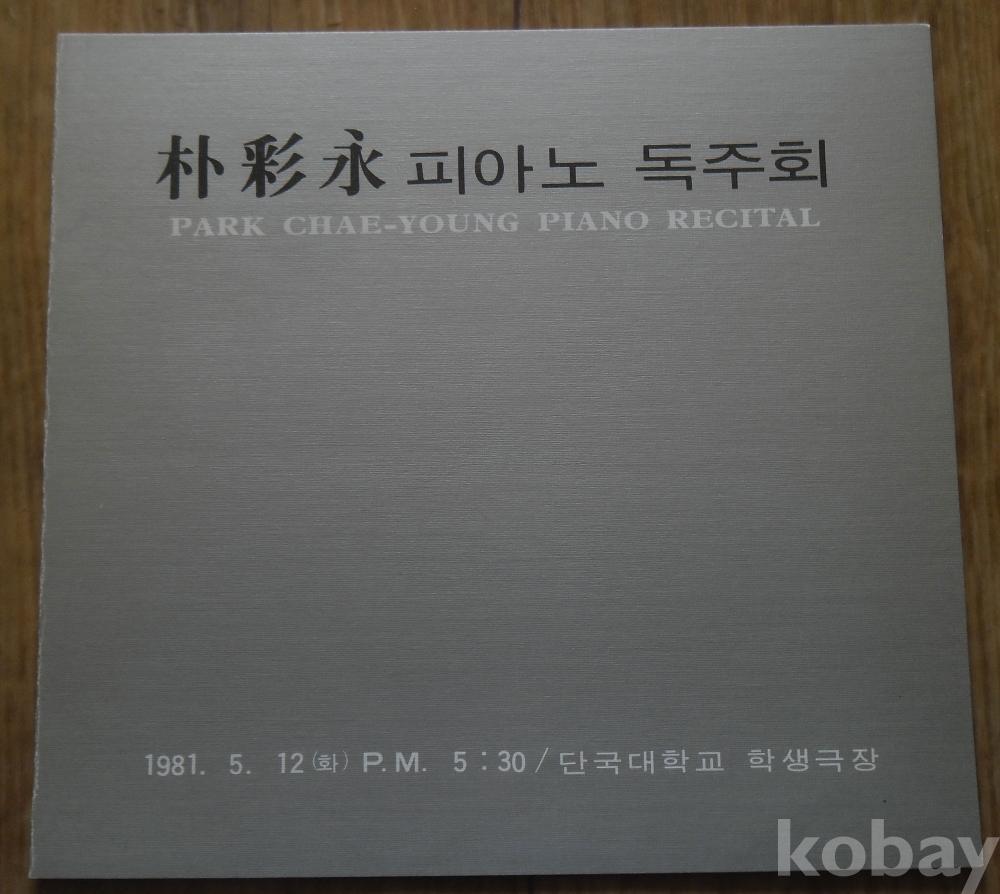 朴彩永 피아노 독주회
PARK CHAE-YOUNG PIANO RECITAL
1981. 5. 12 (화) P.M. 5 : 30 / 단국대학교 학생극장
kobay